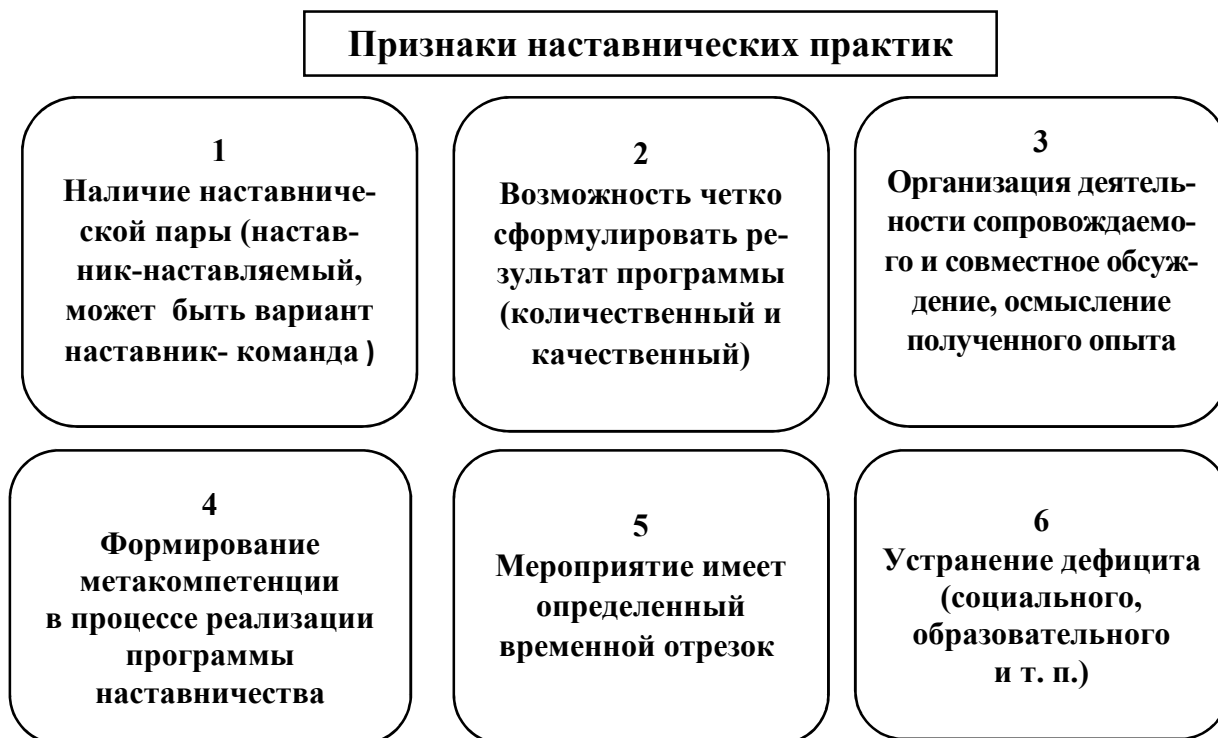 Признаки наставнических практик
1
Наличие наставниче-
ской пары (настав-
ник-наставляемый,
может быть вариант
наставник- команда )
2
Возможность четко
сформулировать ре-
зультат программы
(количественный и
качественный)
3
Организация деятель-
ности сопровождаемо-
го и совместное обсуж-
дение, осмысление
полученного опыта
4
Формирование
метакомпетенции
в процессе реализации
программы
наставничества
5
Мероприятие имеет
определенный
временной отрезок
6
Устранение дефицита
(социального,
образовательного
и т. п.)